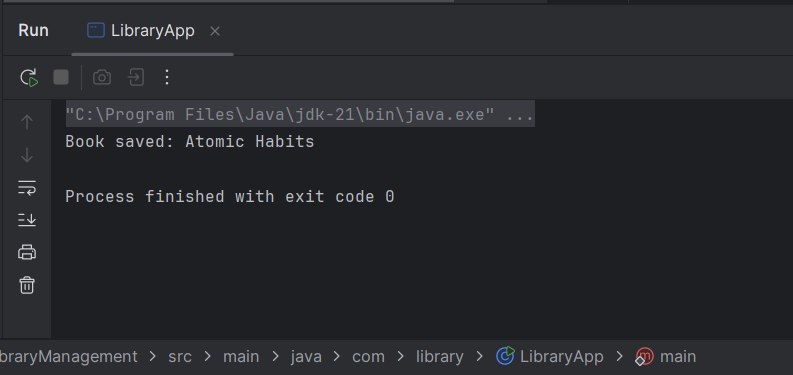 Run LibraryApp
"C:\Program Files\Java\jdk-21\bin\java.exe" ...
Book saved: Atomic Habits
Process finished with exit code 0
braryManagement > src > main > java > com > library > LibraryApp > main